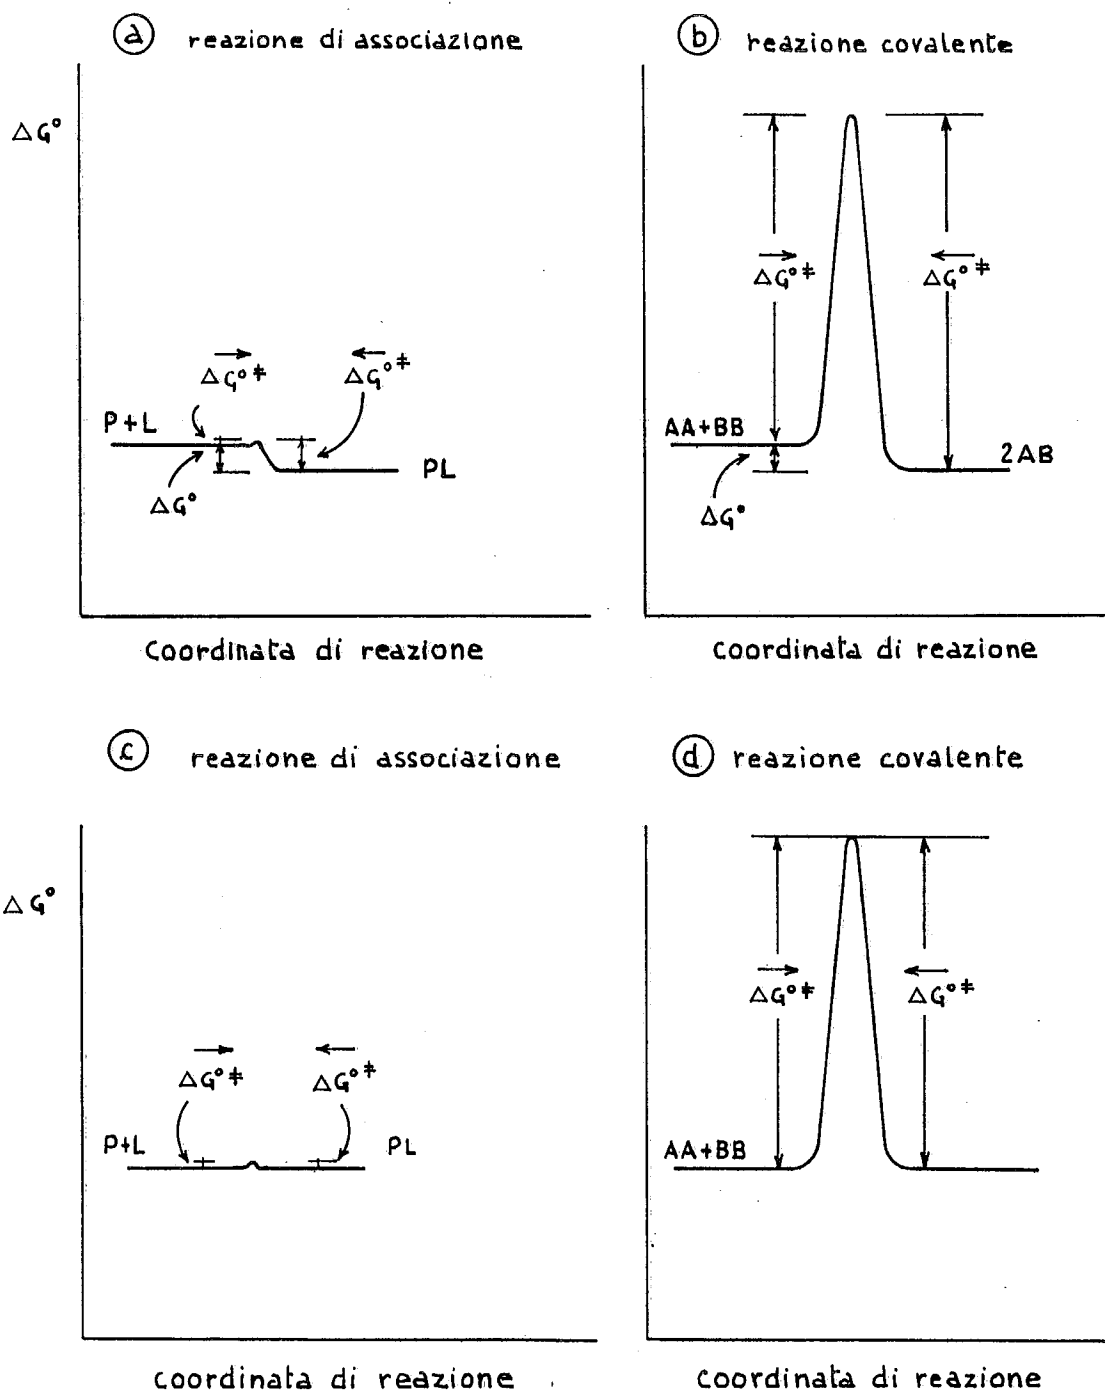 a reazione di associazione
ΔG°
→
ΔG°‡
←
ΔG°‡
P+L
PL
ΔG°
Coordinata di reazione
b reazione covalente
→
ΔG°‡
←
ΔG°‡
AA+BB
2AB
ΔG°
Coordinata di reazione
c reazione di associazione
ΔG°
→
ΔG°‡
←
ΔG°‡
P+L
PL
Coordinata di reazione
d reazione covalente
→
ΔG°‡
←
ΔG°‡
AA+BB
Coordinata di reazione